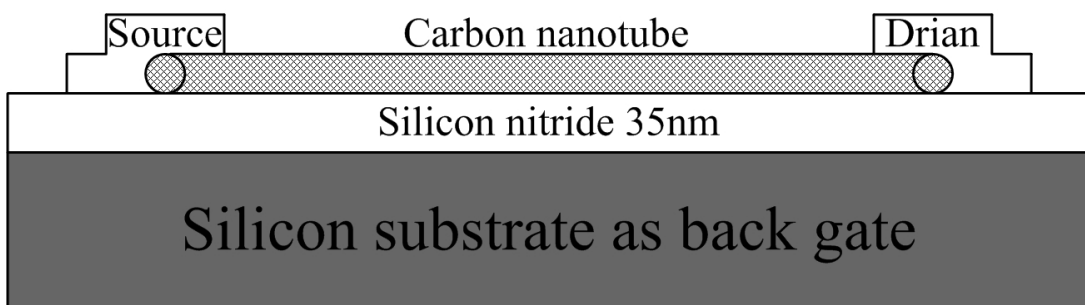 Source Carbon nanotube Drian
Silicon nitride 35nm
Silicon substrate as back gate